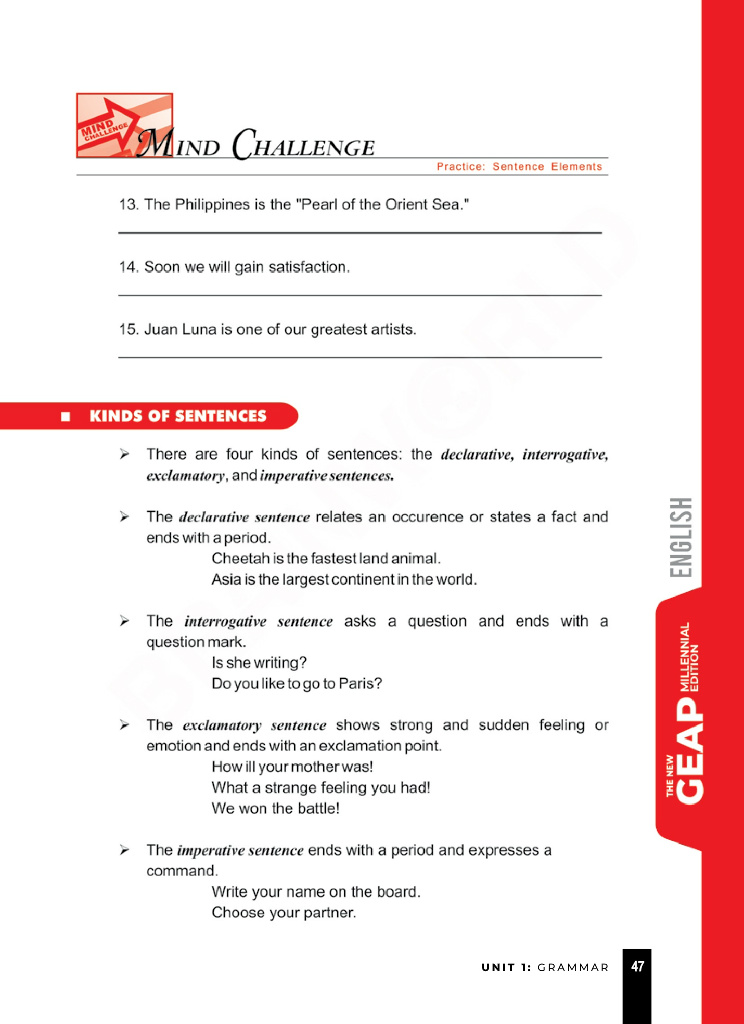 MIND CHALLENGE
MIND CHALLENGE
Practice: Sentence Elements
13. The Philippines is the "Pearl of the Orient Sea."
14. Soon we will gain satisfaction.
15. Juan Luna is one of our greatest artists.
■ KINDS OF SENTENCES
➢ There are four kinds of sentences: the declarative, interrogative,
exclamatory, and imperative sentences.
➢ The declarative sentence relates an occurence or states a fact and
ends with a period.
Cheetah is the fastest land animal.
Asia is the largest continent in the world.
➢ The interrogative sentence asks a question and ends with a
question mark.
Is she writing?
Do you like to go to Paris?
➢ The exclamatory sentence shows strong and sudden feeling or
emotion and ends with an exclamation point.
How ill your mother was!
What a strange feeling you had!
We won the battle!
➢ The imperative sentence ends with a period and expresses a
command.
Write your name on the board.
Choose your partner.
ENGLISH
THE NEW
GEAP MILLENNIAL
EDITION
UNIT 1: GRAMMAR 47